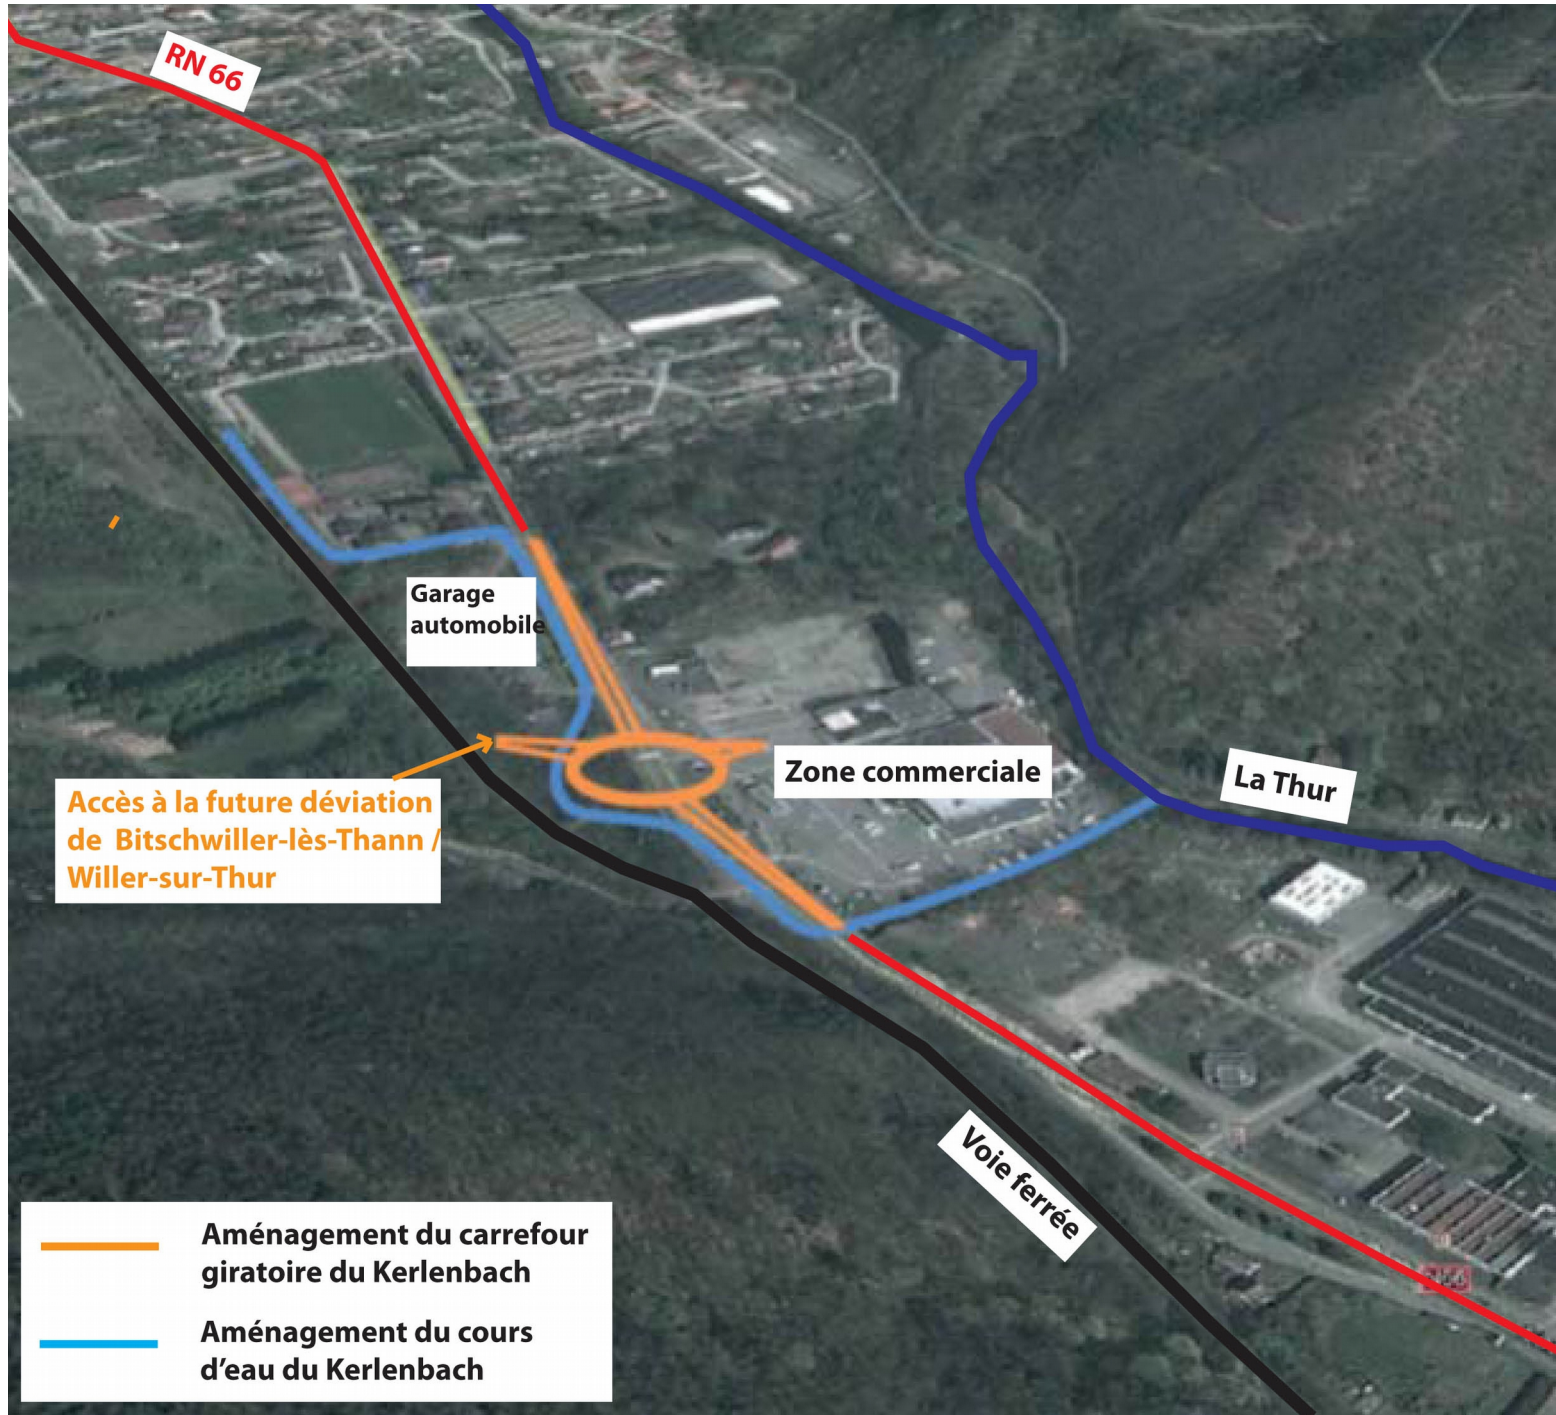 RN 66
Garage
automobile
Zone commerciale
La Thur
Accès à la future déviation
de Bitschwiller-lès-Thann /
Willer-sur-Thur
Voie ferrée
Aménagement du carrefour
giratoire du Kerlenbach
Aménagement du cours
d'eau du Kerlenbach